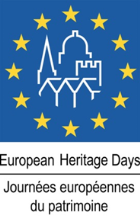 European Heritage Days
Journées européennes
du patrimoine